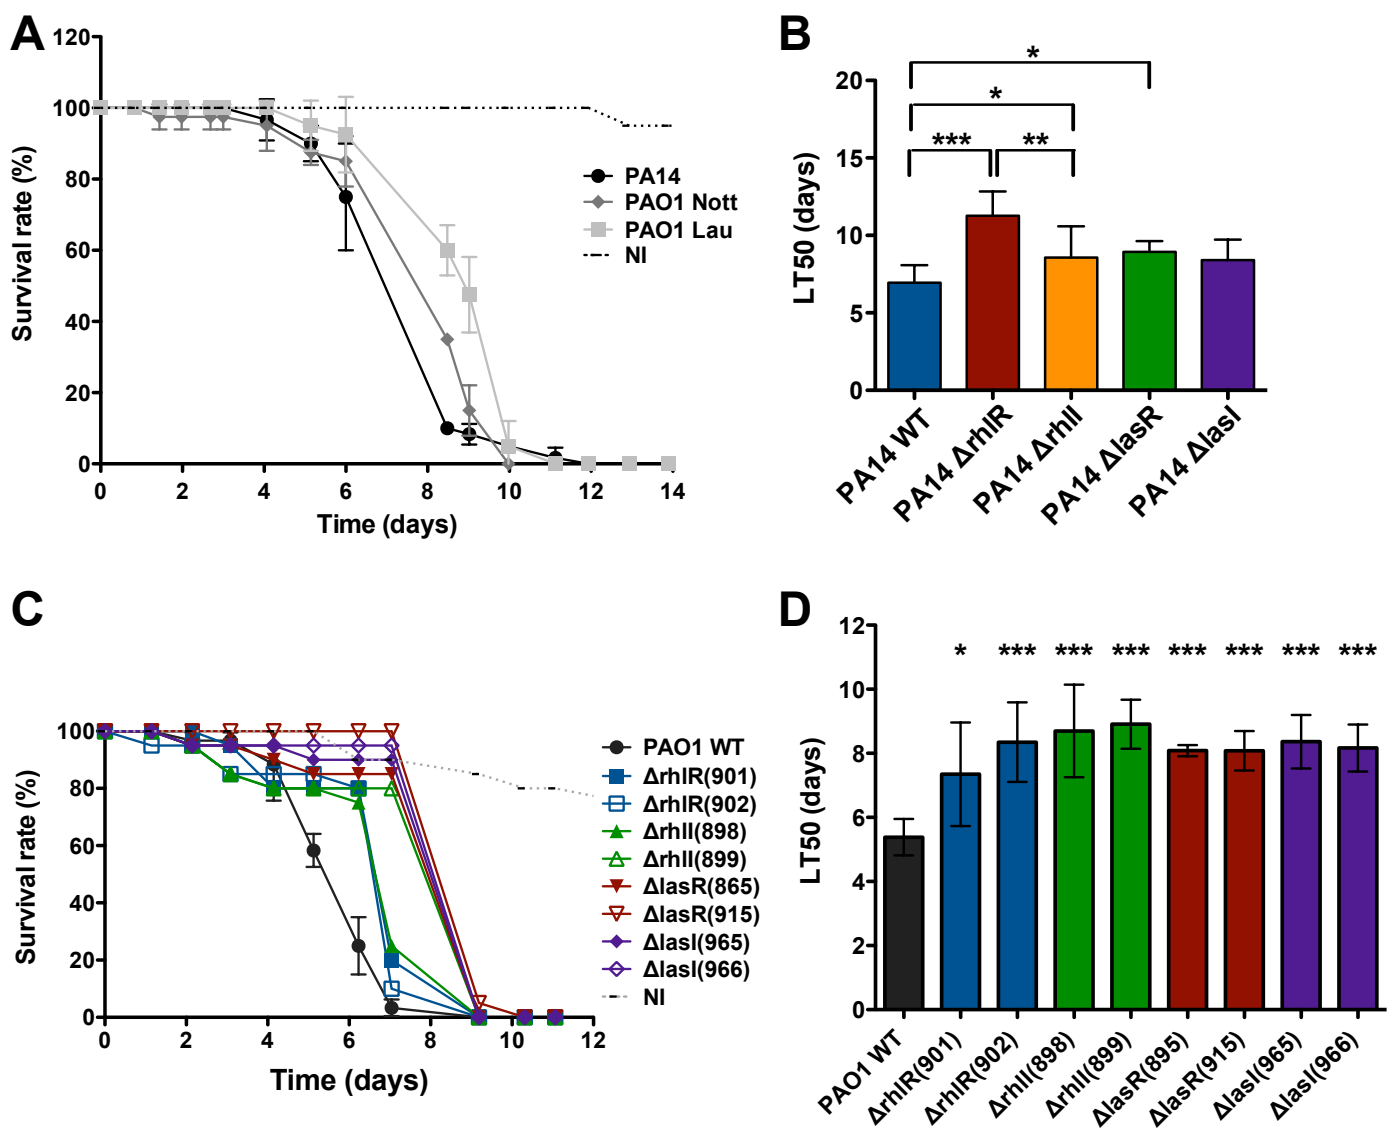 A
120
100
80
60
40
20
0
Survival rate (%)
0 2 4 6 8 10 12 14
Time (days)
PA14
PAO1 Nott
PAO1 Lau
NI
B
20
15
10
5
0
LT50 (days)
*
*
*** **
PA14 WT
PA14 ΔrhlR
PA14 ΔrhlI
PA14 ΔlasR
PA14 ΔlasI
C
100
80
60
40
20
0
Survival rate (%)
0 2 4 6 8 10 12
Time (days)
PAO1 WT
ΔrhlR(901)
ΔrhlR(902)
ΔrhlI(898)
ΔrhlI(899)
ΔlasR(865)
ΔlasR(915)
ΔlasI(965)
ΔlasI(966)
NI
D
12
10
8
6
4
2
0
LT50 (days)
* *** *** *** *** *** *** ***
PAO1 WT
ΔrhlR(901)
ΔrhlR(902)
ΔrhlI(898)
ΔrhlI(899)
ΔlasR(895)
ΔlasR(915)
ΔlasI(965)
ΔlasI(966)